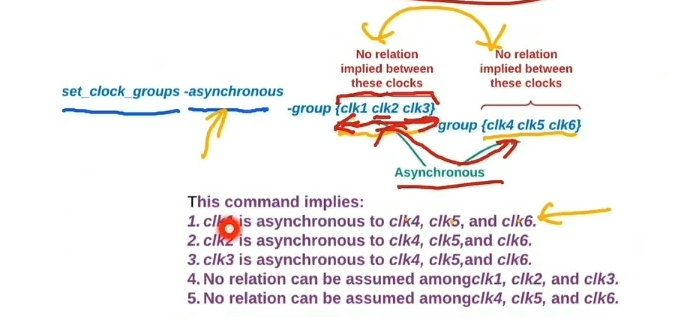 No relation
implied between
these clocks
No relation
implied between
these clocks
set_clock_groups -asynchronous
-group {clk1 clk2 clk3}
group {clk4 clk5 clk6}
Asynchronous
This command implies:
1. is asynchronous to clk4, clk5, and clk6.
2. clk2 is asynchronous to clk4, clk5,and clk6.
3. clk3 is asynchronous to clk4, clk5,and clk6.
4. No relation can be assumed amongclk1, clk2, and clk3.
5. No relation can be assumed amongclk4, clk5, and clk6.